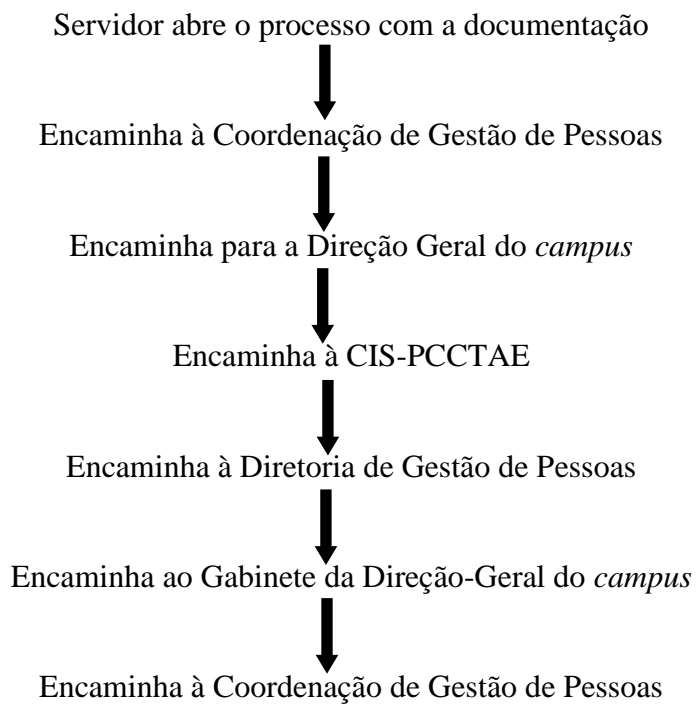 Servidor abre o processo com a documentação
Encaminha à Coordenação de Gestão de Pessoas
Encaminha para a Direção Geral do campus
Encaminha à CIS-PCCTAE
Encaminha à Diretoria de Gestão de Pessoas
Encaminha ao Gabinete da Direção-Geral do campus
Encaminha à Coordenação de Gestão de Pessoas